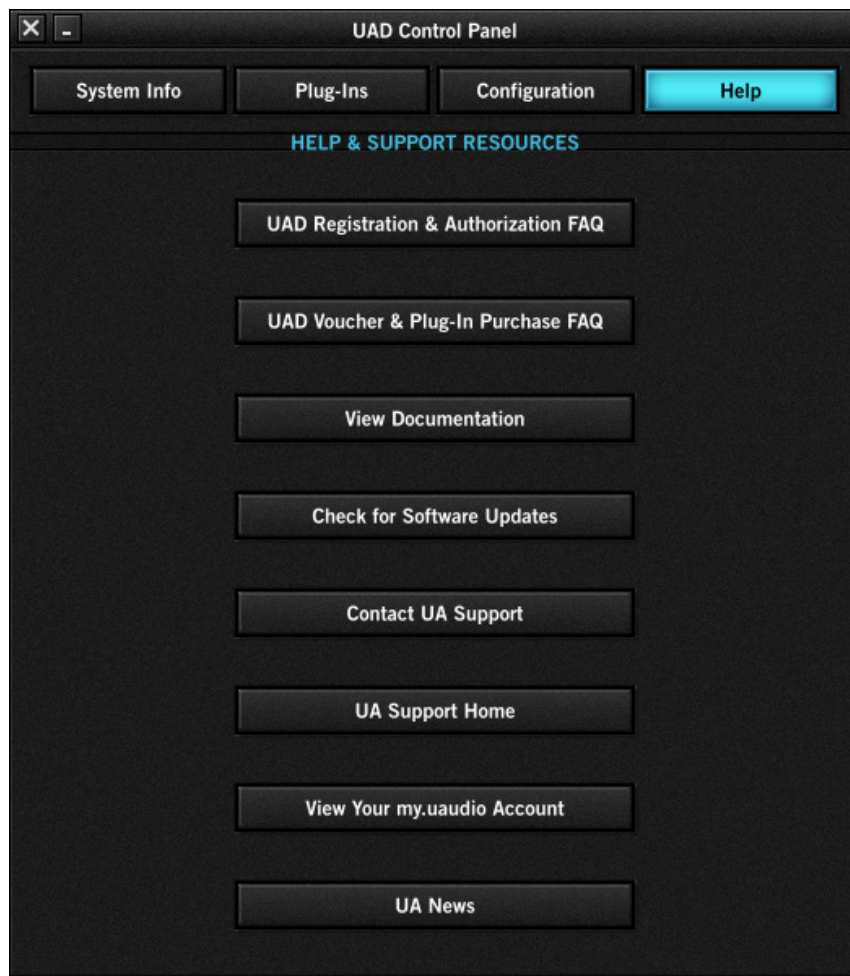 UAD Control Panel
System Info
Plug-Ins
Configuration
Help
HELP & SUPPORT RESOURCES
UAD Registration & Authorization FAQ
UAD Voucher & Plug-In Purchase FAQ
View Documentation
Check for Software Updates
Contact UA Support
UA Support Home
View Your my.uaudio Account
UA News